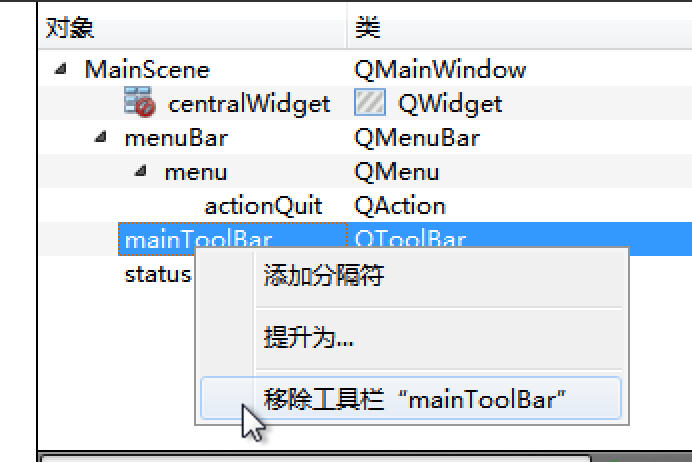 对象 类
MainScene QMainWindow
centralWidget QWidget
menuBar QMenuBar
menu QMenu
actionQuit QAction
mainToolBar QToolBar
status
添加分隔符
提升为...
移除工具栏 “mainToolBar”